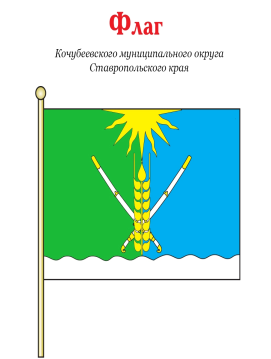 Флаг
Кочубеевского муниципального округа
Ставропольского края